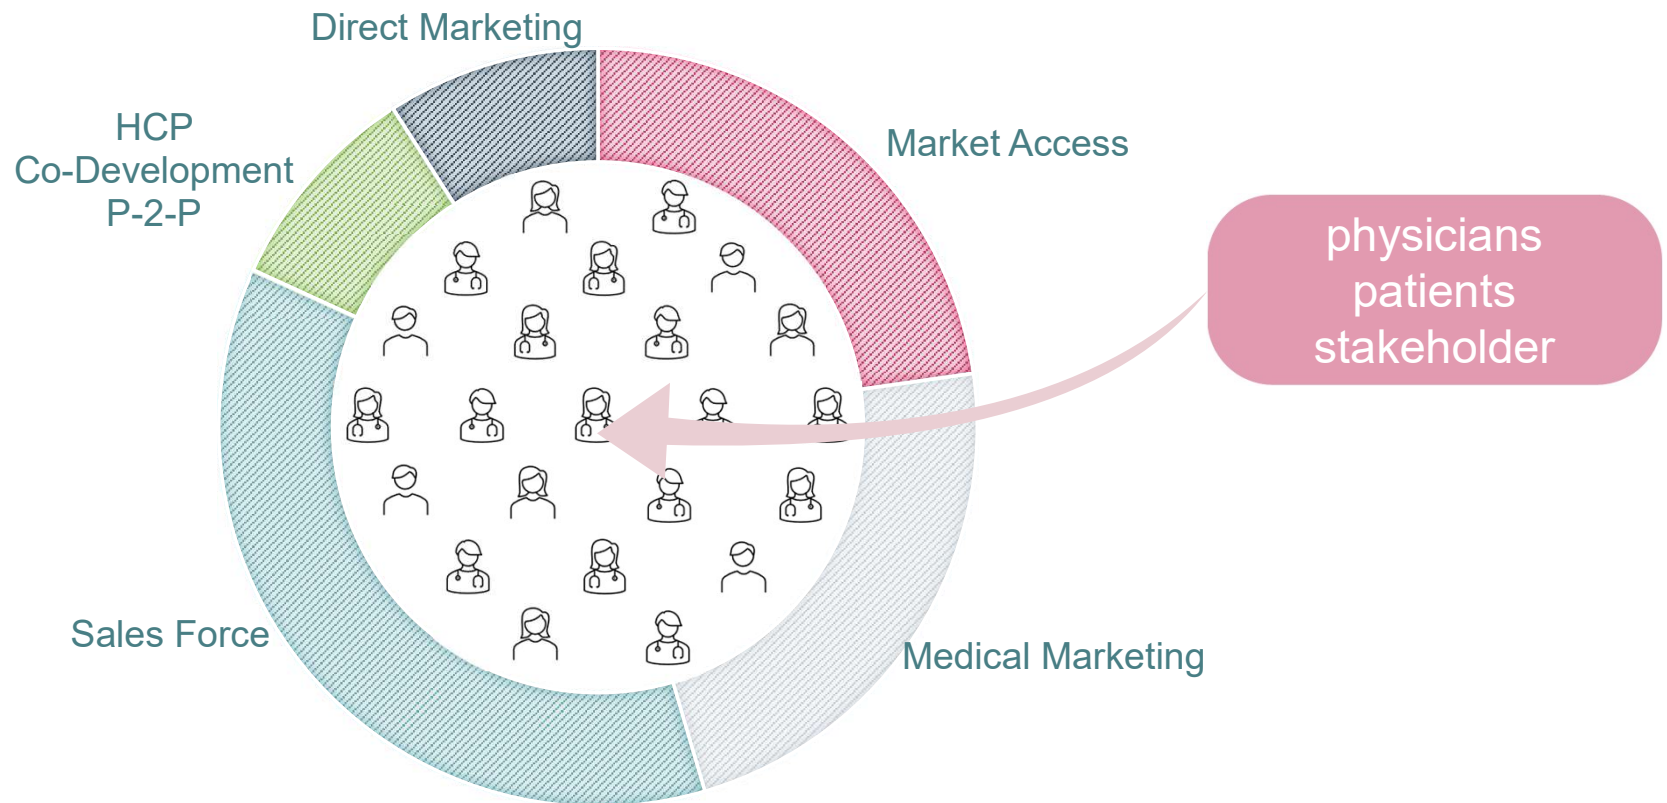 Direct Marketing
HCP
Co-Development
P-2-P
Market Access
physicians
patients
stakeholder
Sales Force
Medical Marketing